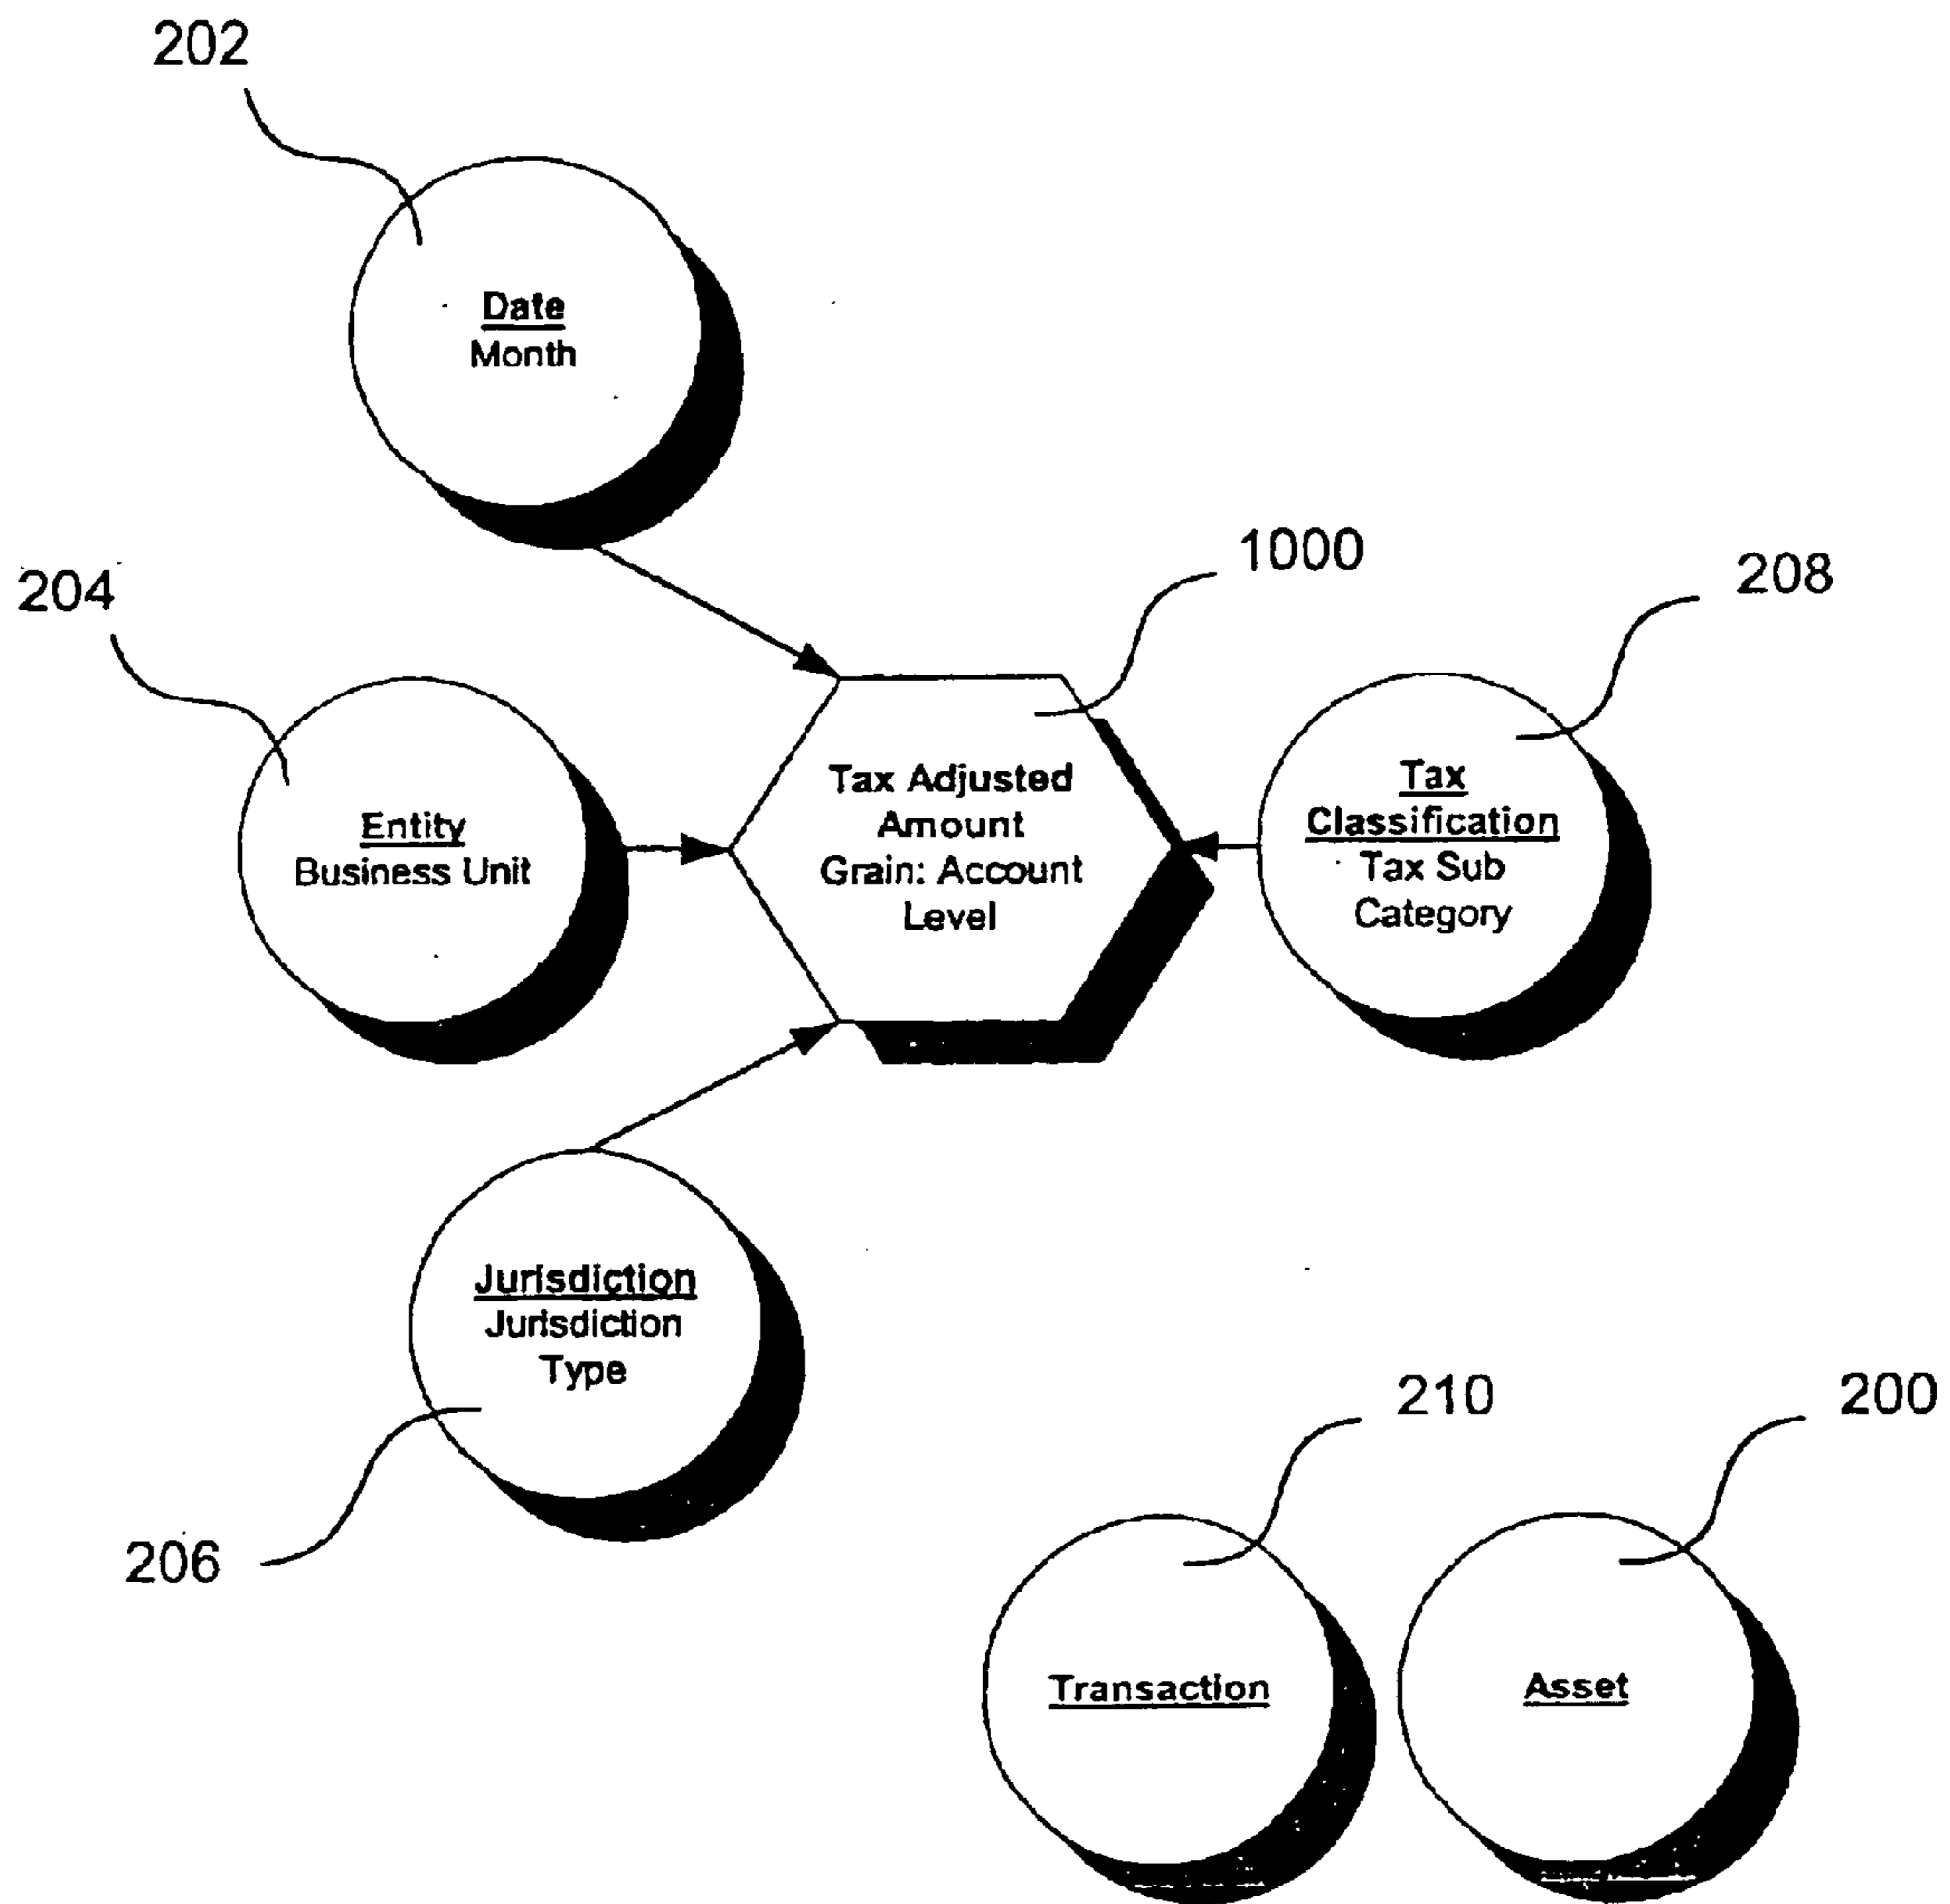 202
Date
Month
1000
208
204
Tax Adjusted
Amount
Grain: Account
Level
Tax
Classification
Tax Sub
Category
Entity
Business Unit
Jurisdiction
Jurisdiction
Type
206
210
200
Transaction
Asset